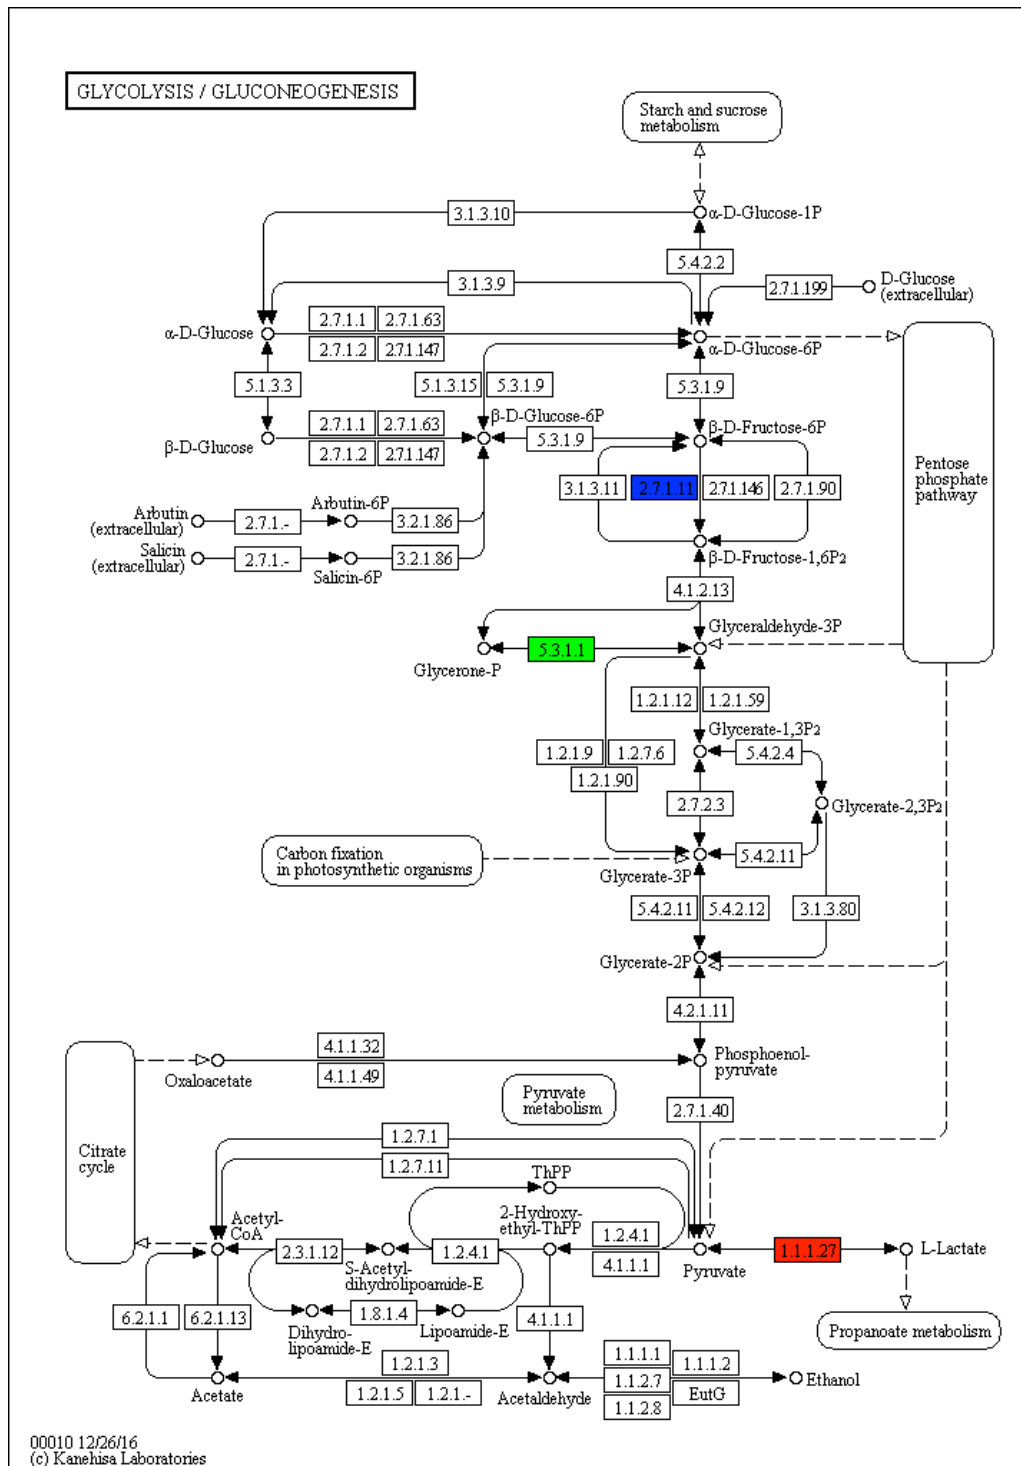 GLYCOLYSIS / GLUCONEOGENESIS
Starch and sucrose
metabolism
3.1.3.10
α-D-Glucose-1P
5.4.2.2
3.1.3.9
2.7.1.199
D-Glucose
(extracellular)
α-D-Glucose
2.7.1.1
2.7.1.63
2.7.1.2
2.7.1.147
α-D-Glucose-6P
5.1.3.3
5.1.3.15
5.3.1.9
5.3.1.9
β-D-Glucose
2.7.1.1
2.7.1.63
2.7.1.2
2.7.1.147
β-D-Glucose-6P
5.3.1.9
β-D-Fructose-6P
Pentose
phosphate
pathway
3.1.3.11
2.7.1.11
2.7.1.146
2.7.1.90
Arbutin
(extracellular)
2.7.1.-
Arbutin-6P
3.2.1.86
Salicin
(extracellular)
2.7.1.-
Salicin-6P
3.2.1.86
β-D-Fructose-1,6P2
4.1.2.13
Glyceraldehyde-3P
Glycerone-P
5.3.1.1
1.2.1.12
1.2.1.59
Glycerate-1,3P2
1.2.1.9
1.2.7.6
1.2.1.90
5.4.2.4
2.7.2.3
Glycerate-2,3P2
Carbon fixation
in photosynthetic organisms
5.4.2.11
Glycerate-3P
5.4.2.11
5.4.2.12
3.1.3.80
Glycerate-2P
4.2.1.11
4.1.1.32
Oxaloacetate
4.1.1.49
Phosphoenol-
pyruvate
Pyruvate
metabolism
2.7.1.40
Citrate
cycle
1.2.7.1
1.2.7.11
ThPP
2-Hydroxy-
ethyl-ThPP
Acetyl-
CoA
2.3.1.12
S-Acetyl-
dihydrolipoamide-E
1.2.4.1
1.2.4.1
4.1.1.1
Pyruvate
1.1.1.27
L-Lactate
6.2.1.1
6.2.1.13
Dihydro-
lipoamide-E
1.8.1.4
Lipoamide-E
4.1.1.1
Propanoate metabolism
Acetate
1.2.1.3
1.2.1.5
1.2.1.-
Acetaldehyde
1.1.1.1
1.1.1.2
1.1.2.7
EutG
1.1.2.8
Ethanol
00010 12/26/16
(c) Kanehisa Laboratories